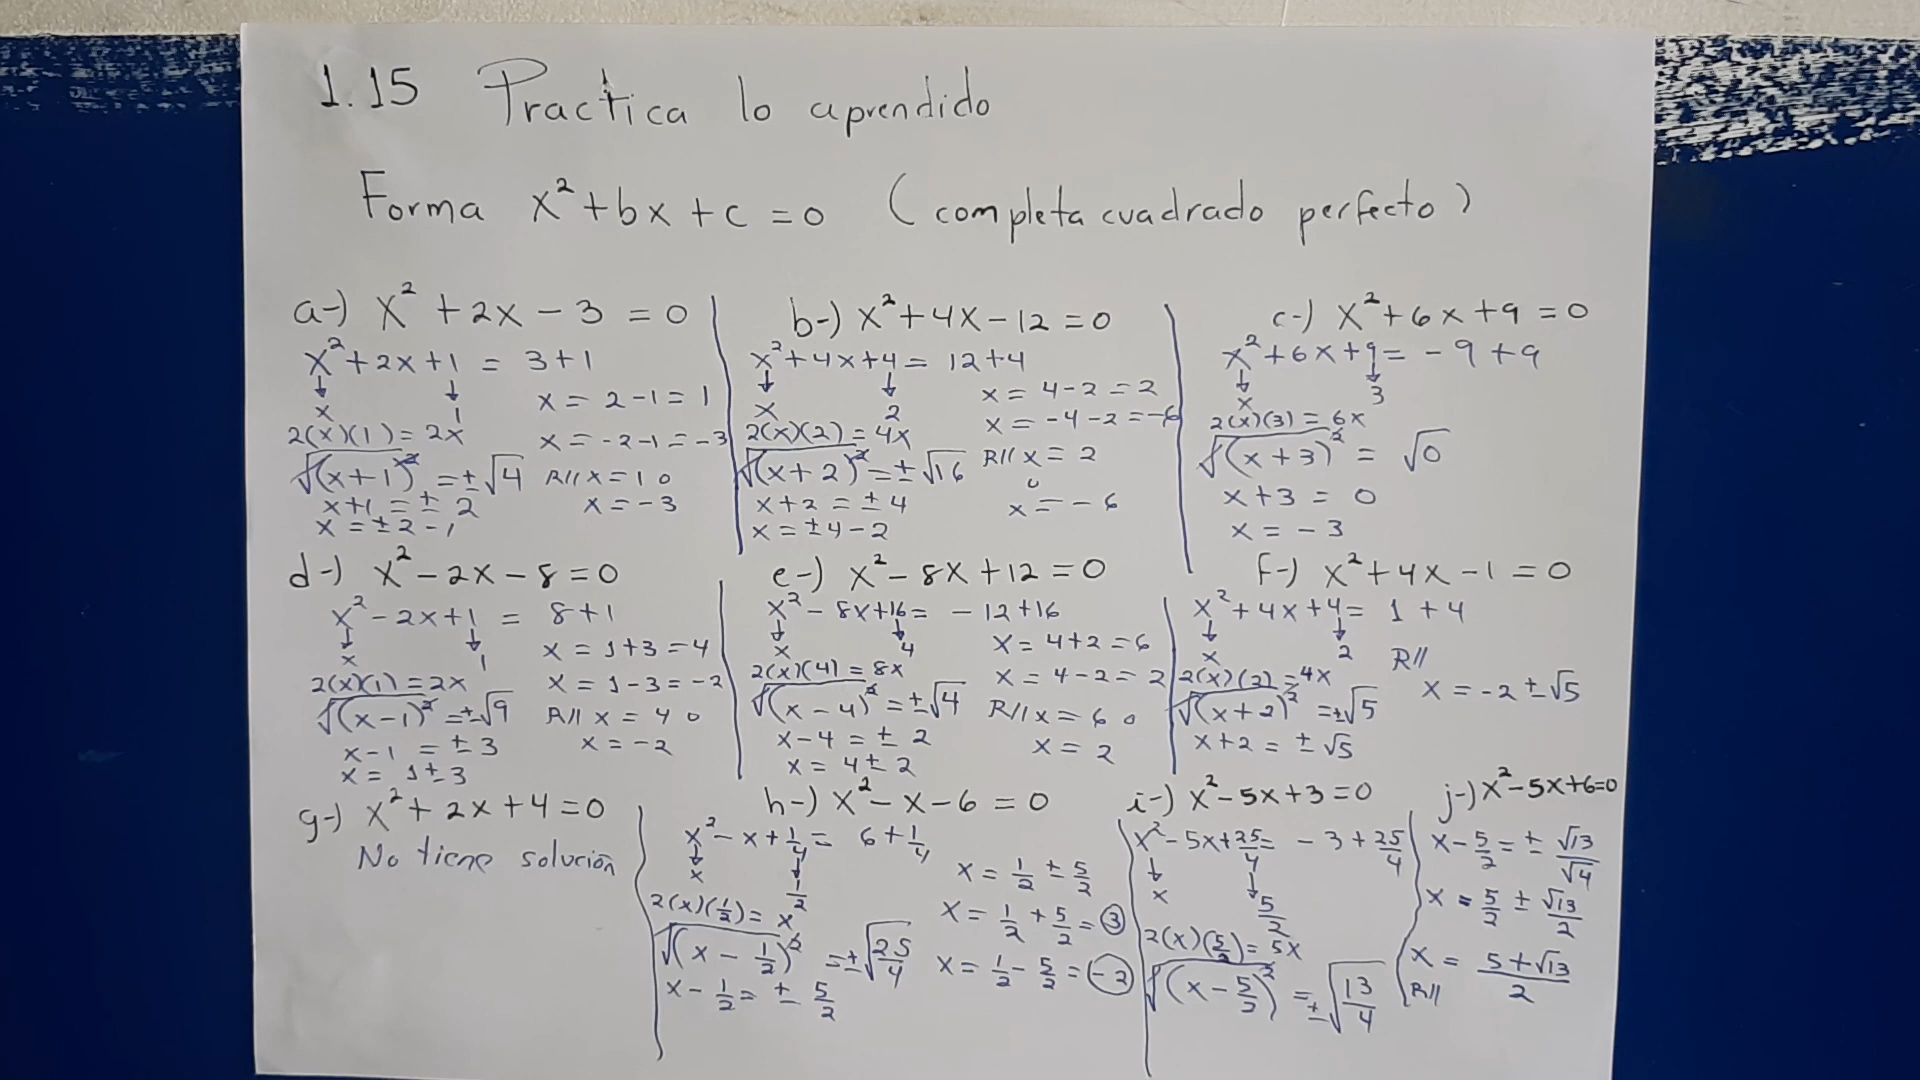 1.15 Practica lo aprendido
Forma x²+bx+c=0 (completa cuadrado perfecto)
a-) x²+2x-3=0
x²+2x+1 = 3+1
x 1
2(x)(1)=2x
√(x+1)² = ±√4
x+1 = ±2
x = ±2-1
x = 2-1 = 1
x = -2-1 = -3
R// x=1 o
x=-3
b-) x²+4x-12=0
x²+4x+4 = 12+4
x 2
2(x)(2)=4x
√(x+2)² = ±√16
x+2 = ±4
x = ±4-2
x = 4-2 = 2
x = -4-2 = -6
R// x = 2
o
x = -6
c-) x²+6x+9=0
x²+6x+9 = -9+9
x 3
2(x)(3)=6x
√(x+3)² = √0
x+3 = 0
x = -3
d-) x²-2x-8=0
x²-2x+1 = 8+1
x 1
2(x)(1)=2x
√(x-1)² = ±√9
x-1 = ±3
x = 1±3
x = 1+3 = 4
x = 1-3 = -2
R// x = 4 o
x = -2
e-) x²-8x+12=0
x²-8x+16 = -12+16
x 4
2(x)(4)=8x
√(x-4)² = ±√4
x-4 = ±2
x = 4±2
x = 4+2 = 6
x = 4-2 = 2
R// x = 6 o
x = 2
f-) x²+4x-1=0
x²+4x+4 = 1+4
x 2
2(x)(2)=4x
√(x+2)² = ±√5
x+2 = ±√5
R//
x = -2±√5
g-) x²+2x+4=0
No tiene solución
h-) x²-x-6=0
x²-x+1/4 = 6+1/4
x 1/2
2(x)(1/2)=x
√(x-1/2)² = ±√25/4
x-1/2 = ±5/2
x = 1/2 ± 5/2
x = 1/2 + 5/2 = 3
x = 1/2 - 5/2 = -2
i-) x²-5x+3=0
x²-5x+25/4 = -3+25/4
x 5/2
2(x)(5/2)=5x
√(x-5/2)² = ±√13/4
j-) x²-5x+6=0
x-5/2 = ± √13/√4
x = 5/2 ± √13/2
x = 5+√13/2
R//